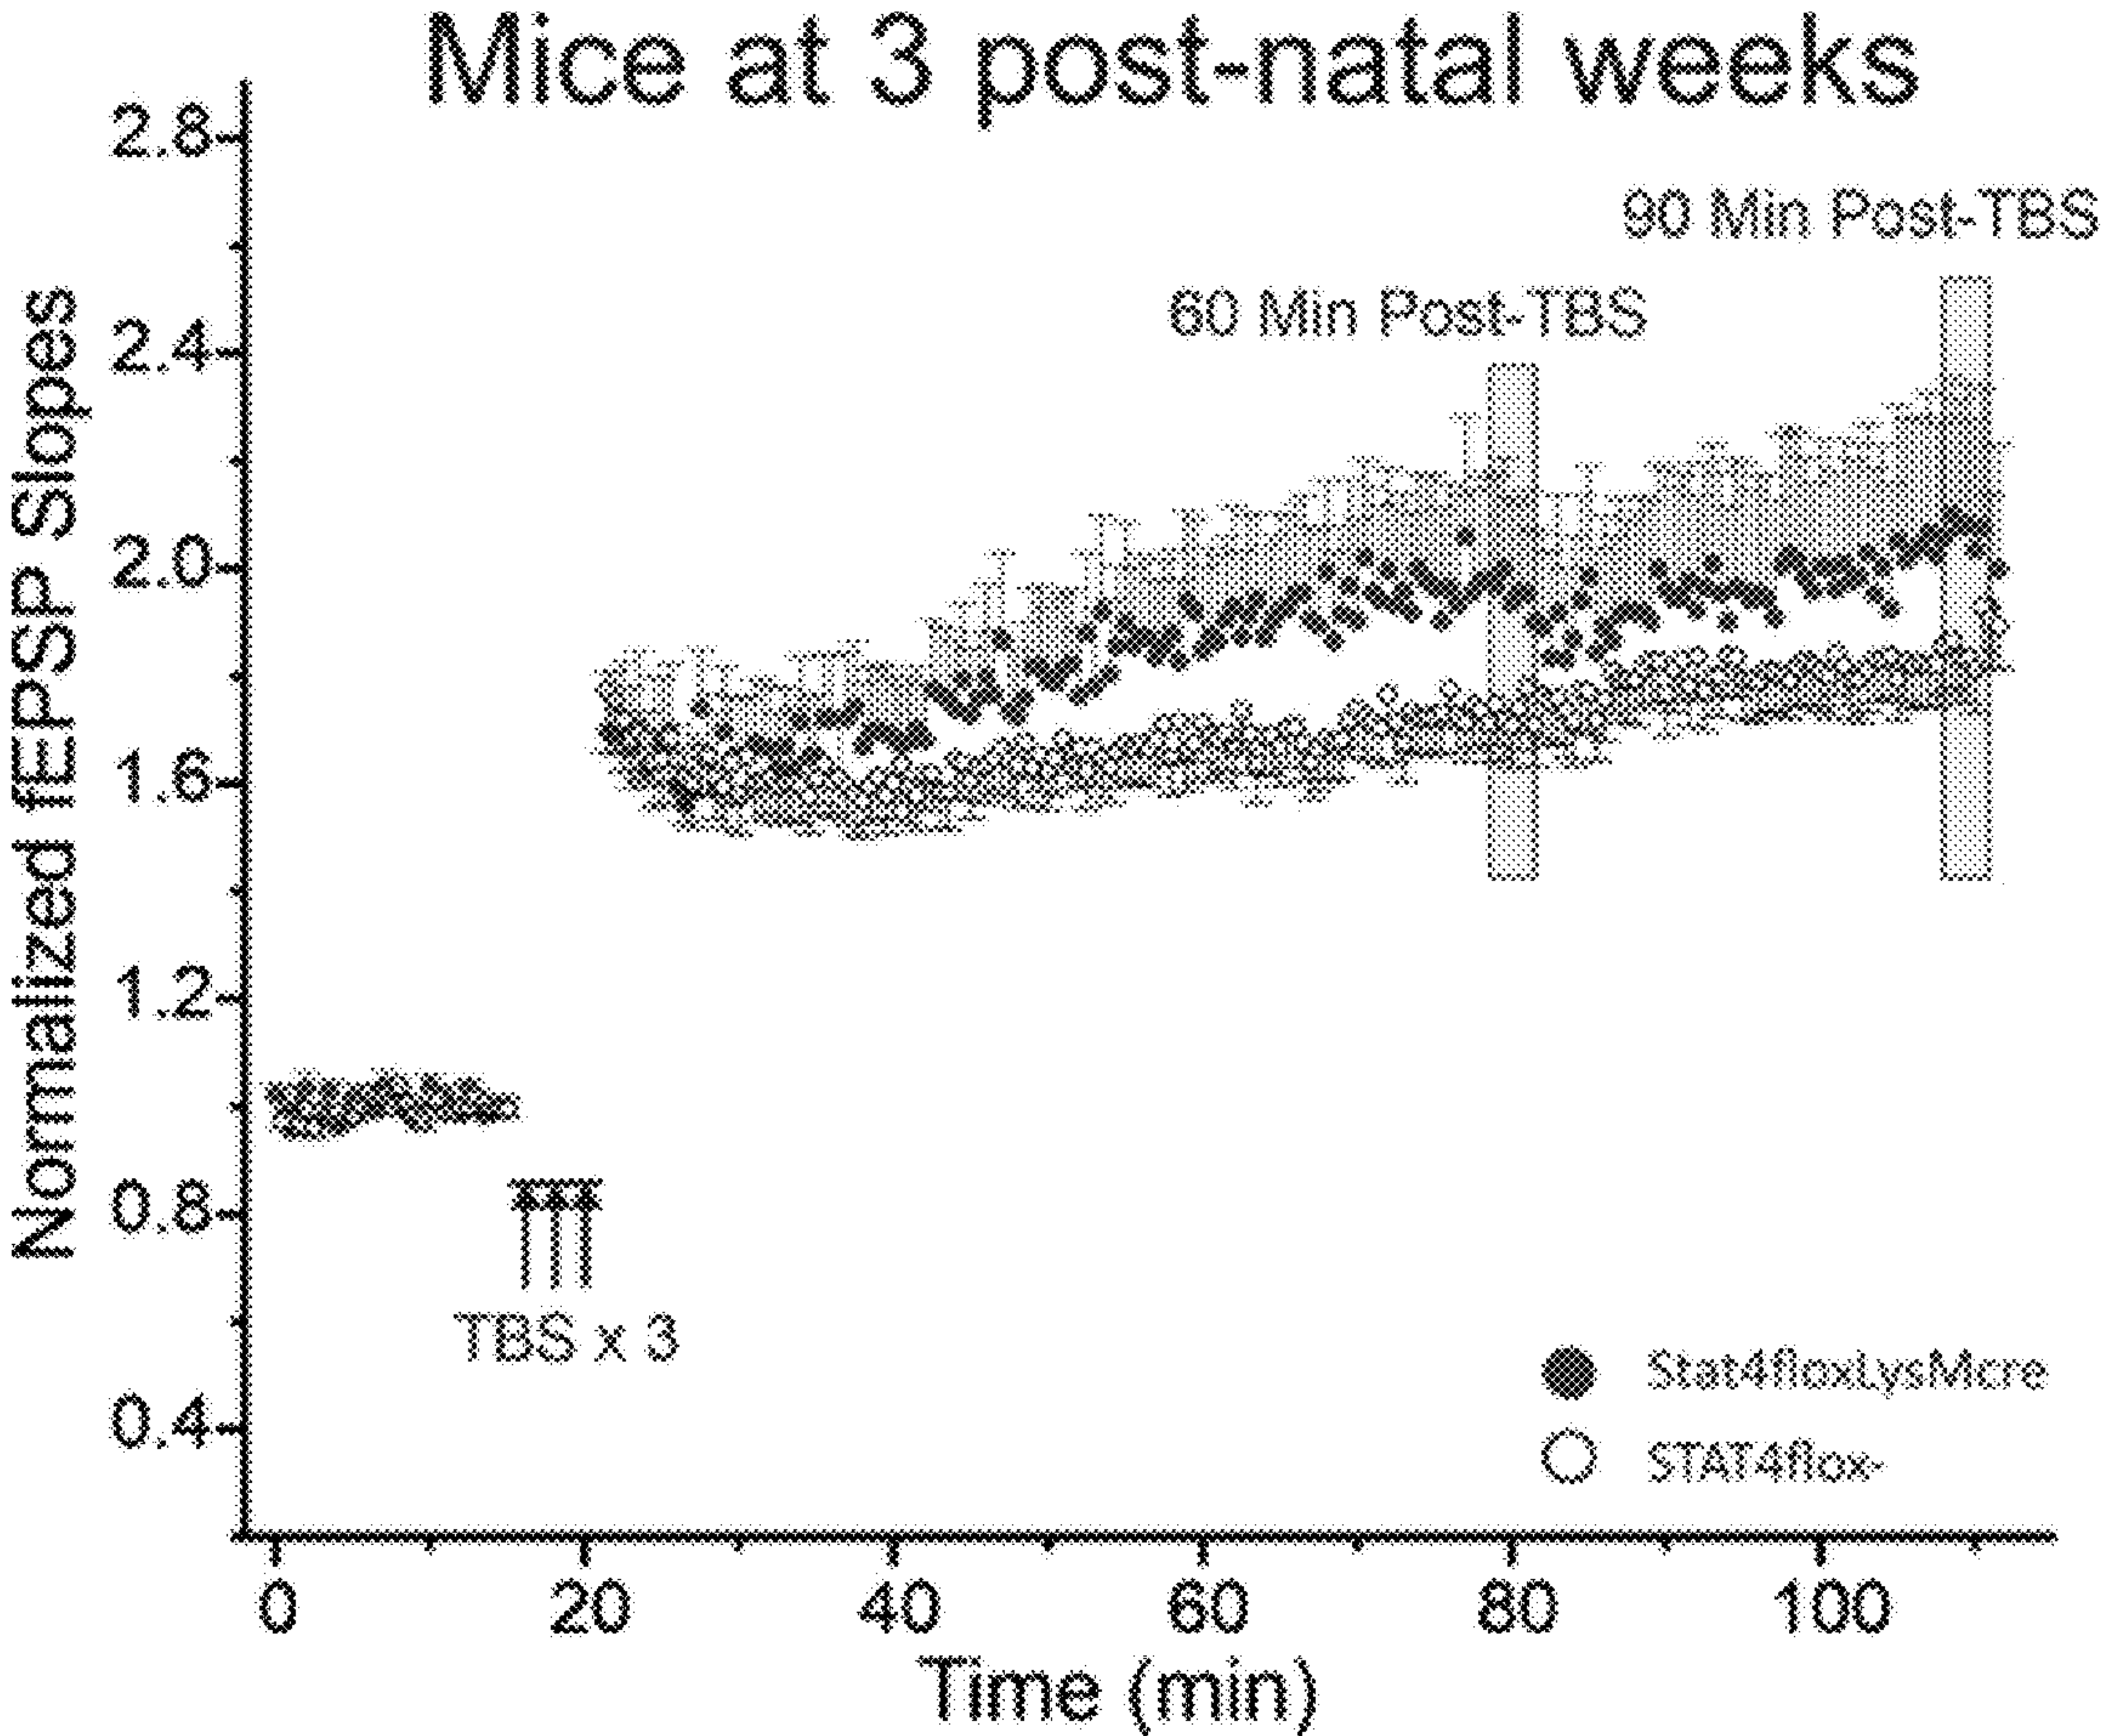 Mice at 3 post-natal weeks
90 Min Post-TBS
60 Min Post-TBS
Normalized fEPSP Slopes
2.8
2.4
2.0
1.6
1.2
0.8
0.4
TBS x 3
Stat4floxLysMcre
STAT4flox-
0 20 40 60 80 100
Time (min)